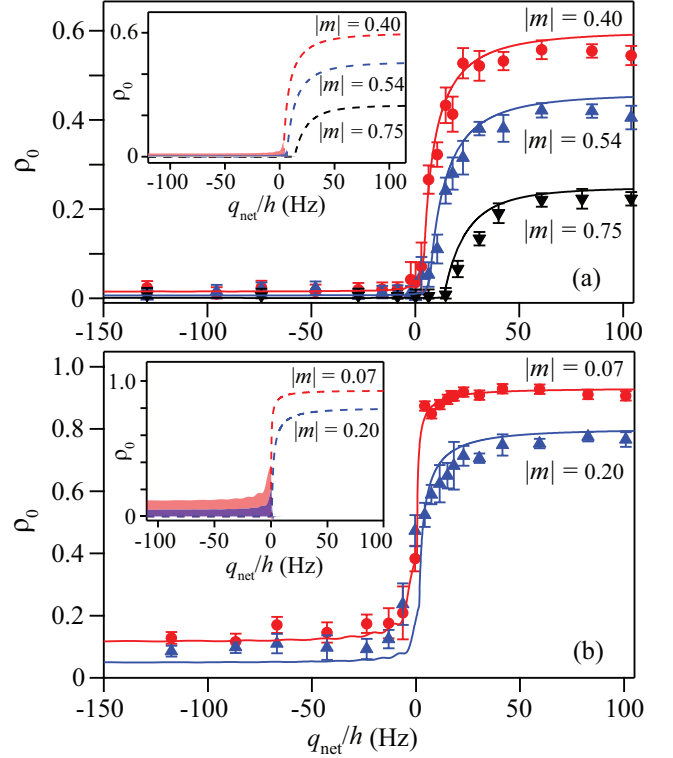 |m| = 0.40
0.6
|m| = 0.40
|m| = 0.54
ρ0
|m| = 0.75
0
-100
-50
0
50
100
qnet/h (Hz)
|m| = 0.54
|m| = 0.75
(a)
0.6
0.4
0.2
0
ρ0
-150
-100
-50
0
50
100
|m| = 0.07
1.0
|m| = 0.07
|m| = 0.20
ρ0
0
-100
-50
0
50
100
qnet/h (Hz)
|m| = 0.20
(b)
1.0
0.8
0.6
0.4
0.2
0
ρ0
-150
-100
-50
0
50
100
qnet/h (Hz)